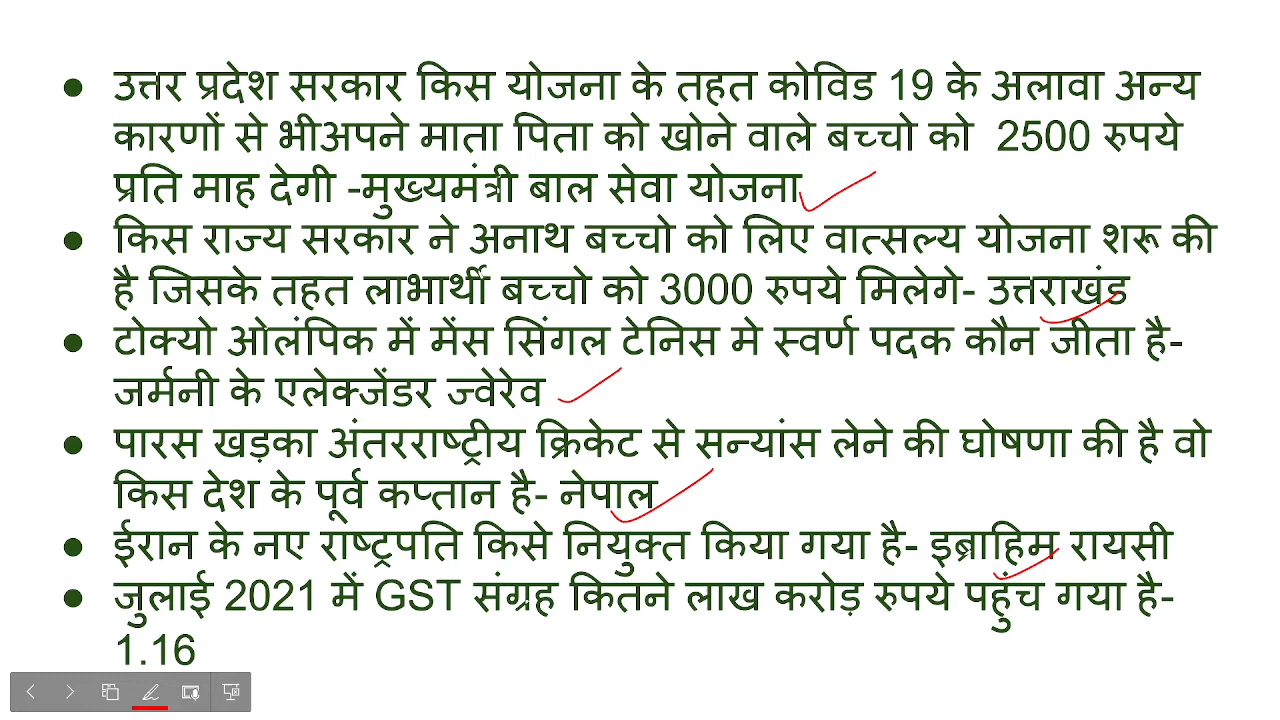 ● उत्तर प्रदेश सरकार किस योजना के तहत कोविड 19 के अलावा अन्य
कारणों से भीअपने माता पिता को खोने वाले बच्चो को 2500 रुपये
प्रति माह देगी -मुख्यमंत्री बाल सेवा योजना
● किस राज्य सरकार ने अनाथ बच्चो को लिए वात्सल्य योजना शरू की
है जिसके तहत लाभार्थी बच्चो को 3000 रुपये मिलेगे- उत्तराखंड
● टोक्यो ओलंपिक में मेंस सिंगल टेनिस मे स्वर्ण पदक कौन जीता है-
जर्मनी के एलेक्जेंडर ज्वेरेव
● पारस खड़का अंतरराष्ट्रीय क्रिकेट से सन्यांस लेने की घोषणा की है वो
किस देश के पूर्व कप्तान है- नेपाल
● ईरान के नए राष्ट्रपति किसे नियुक्त किया गया है- इब्राहिम रायसी
● जुलाई 2021 में GST संग्रह कितने लाख करोड़ रुपये पहुंच गया है-
1.16